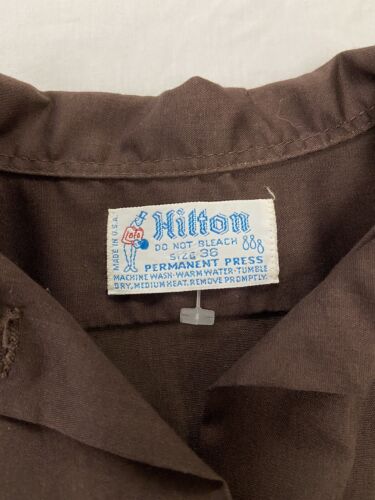 MADE IN U.S.A.
Hilton
DO NOT BLEACH
SIZE 36
PERMANENT PRESS
MACHINE WASH·WARM WATER·TUMBLE
DRY, MEDIUM HEAT. REMOVE PROMPTLY.